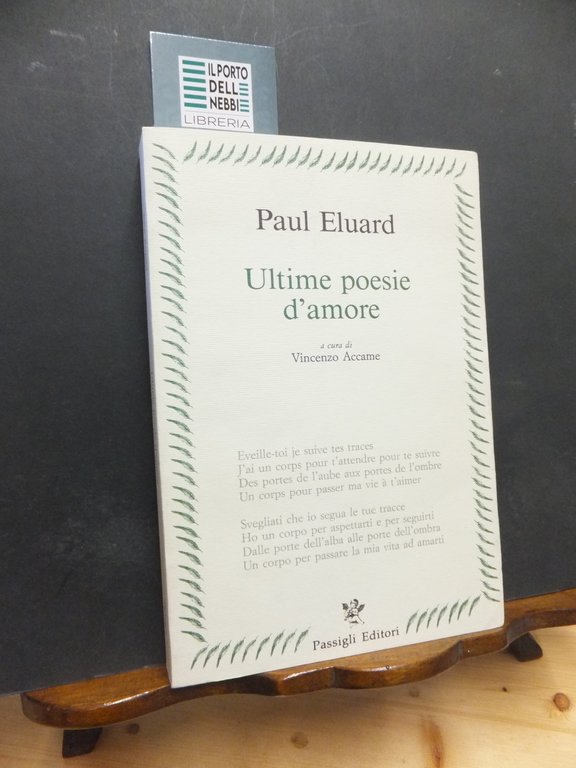 IL PORTO
DELLE
NEBBIE
LIBRERIA
Paul Eluard
Ultime poesie
d'amore
a cura di
Vincenzo Accame
Eveille-toi je suive tes traces
J'ai un corps pour t'attendre pour te suivre
Des portes de l'aube aux portes de l'ombre
Un corps pour passer ma vie à t'aimer
Svegliati che io segua le tue tracce
Ho un corpo per aspettarti e per seguirti
Dalle porte dell'alba alle porte dell'ombra
Un corpo per passare la mia vita ad amarti
Passigli Editori